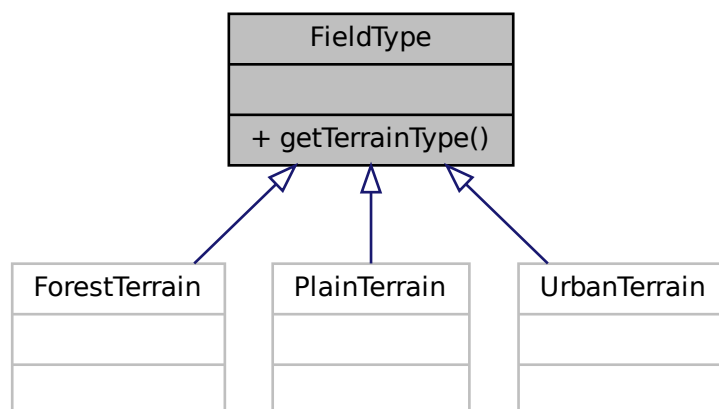 FieldType
+ getTerrainType()
ForestTerrain
PlainTerrain
UrbanTerrain